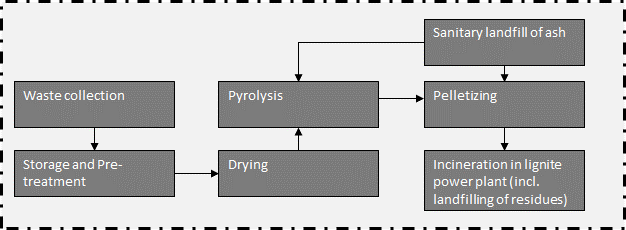 Sanitary landfill of ash
Waste collection
Pyrolysis
Pelletizing
Storage and Pre-
treatment
Drying
Incineration in lignite
power plant (incl.
landfilling of residues)